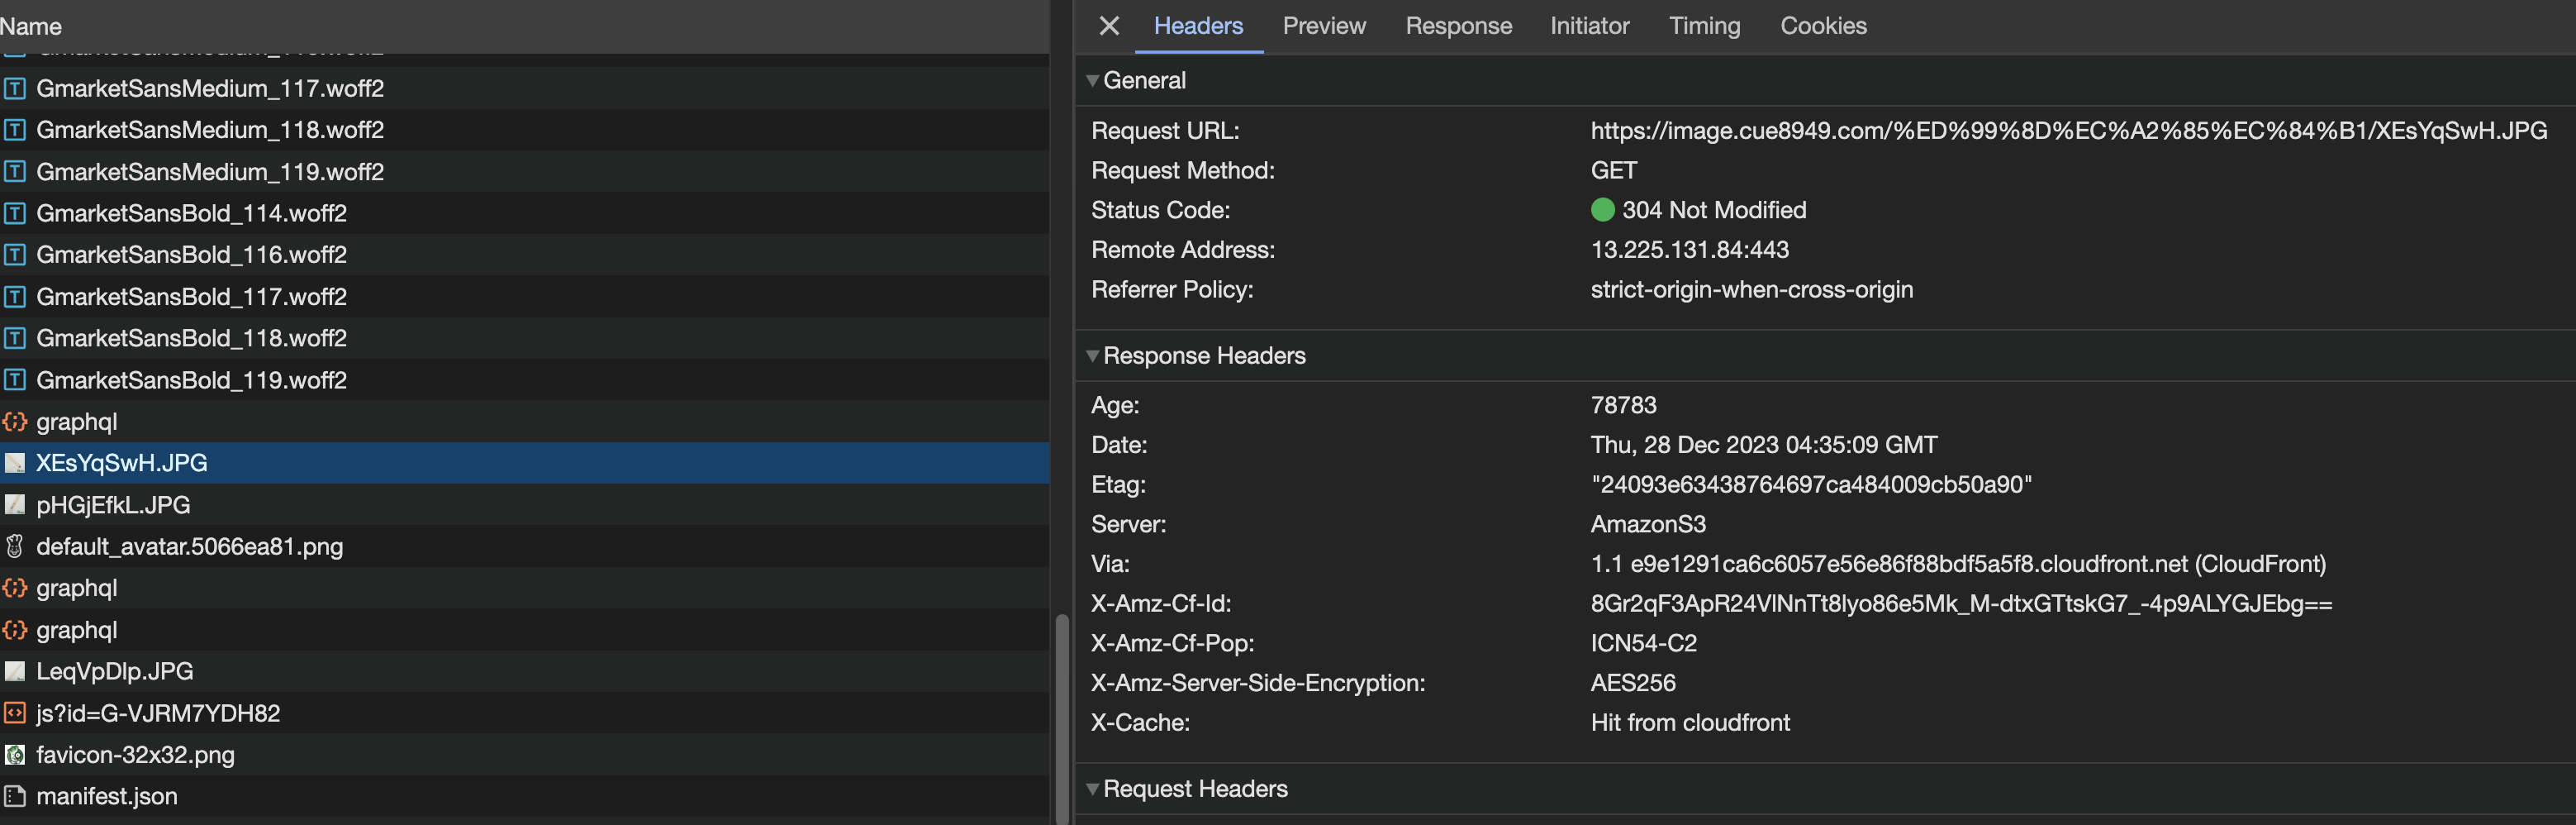 Name
GmarketSansMedium_117.woff2
GmarketSansMedium_118.woff2
GmarketSansMedium_119.woff2
GmarketSansBold_114.woff2
GmarketSansBold_116.woff2
GmarketSansBold_117.woff2
GmarketSansBold_118.woff2
GmarketSansBold_119.woff2
graphql
XEsYqSwH.JPG
pHGjEfkL.JPG
default_avatar.5066ea81.png
graphql
graphql
LeqVpDlp.JPG
js?id=G-VJRM7YDH82
favicon-32x32.png
manifest.json
Headers Preview Response Initiator Timing Cookies
General
Request URL: https://image.cue8949.com/%ED%99%8D%EC%A2%85%EC%84%B1/XEsYqSwH.JPG
Request Method: GET
Status Code: 304 Not Modified
Remote Address: 13.225.131.84:443
Referrer Policy: strict-origin-when-cross-origin
Response Headers
Age: 78783
Date: Thu, 28 Dec 2023 04:35:09 GMT
Etag: "24093e63438764697ca484009cb50a90"
Server: AmazonS3
Via: 1.1 e9e1291ca6c6057e56e86f88bdf5a5f8.cloudfront.net (CloudFront)
X-Amz-Cf-Id: 8Gr2qF3ApR24VlNnTt8lyo86e5Mk_M-dtxGTtskG7_-4p9ALYGJEbg==
X-Amz-Cf-Pop: ICN54-C2
X-Amz-Server-Side-Encryption: AES256
X-Cache: Hit from cloudfront
Request Headers